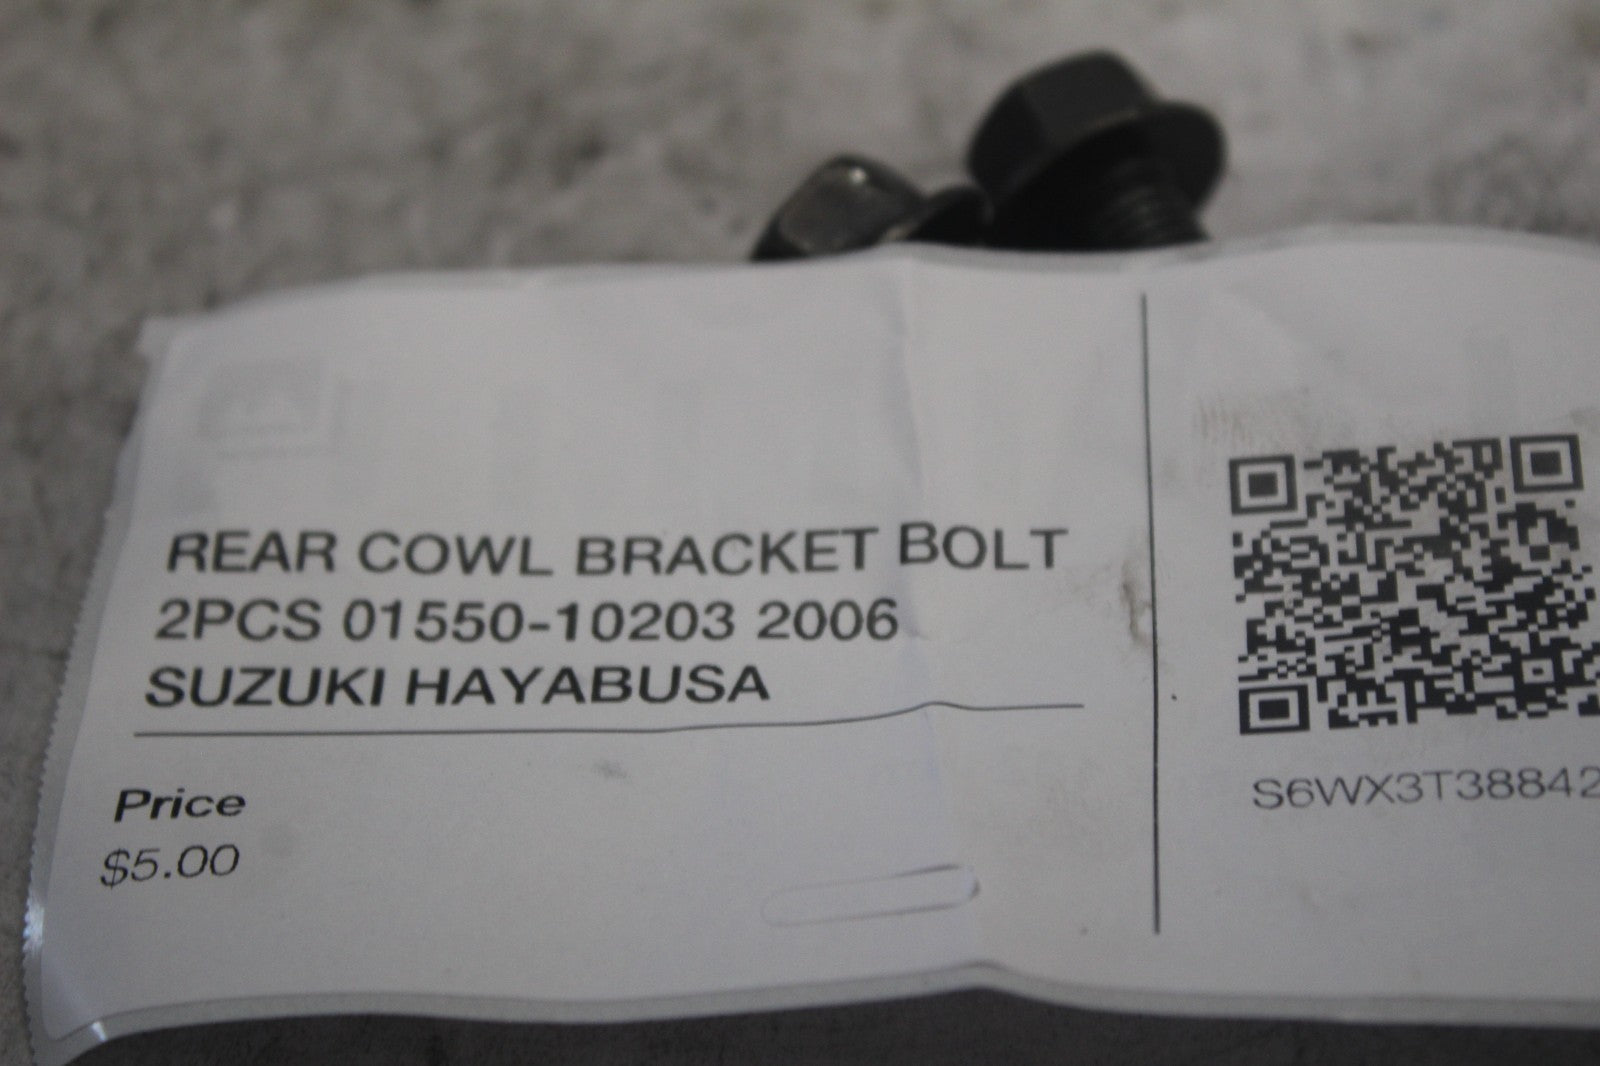 REAR COWL BRACKET BOLT
2PCS 01550-10203 2006
SUZUKI HAYABUSA
Price
$5.00
S6WX3T38842